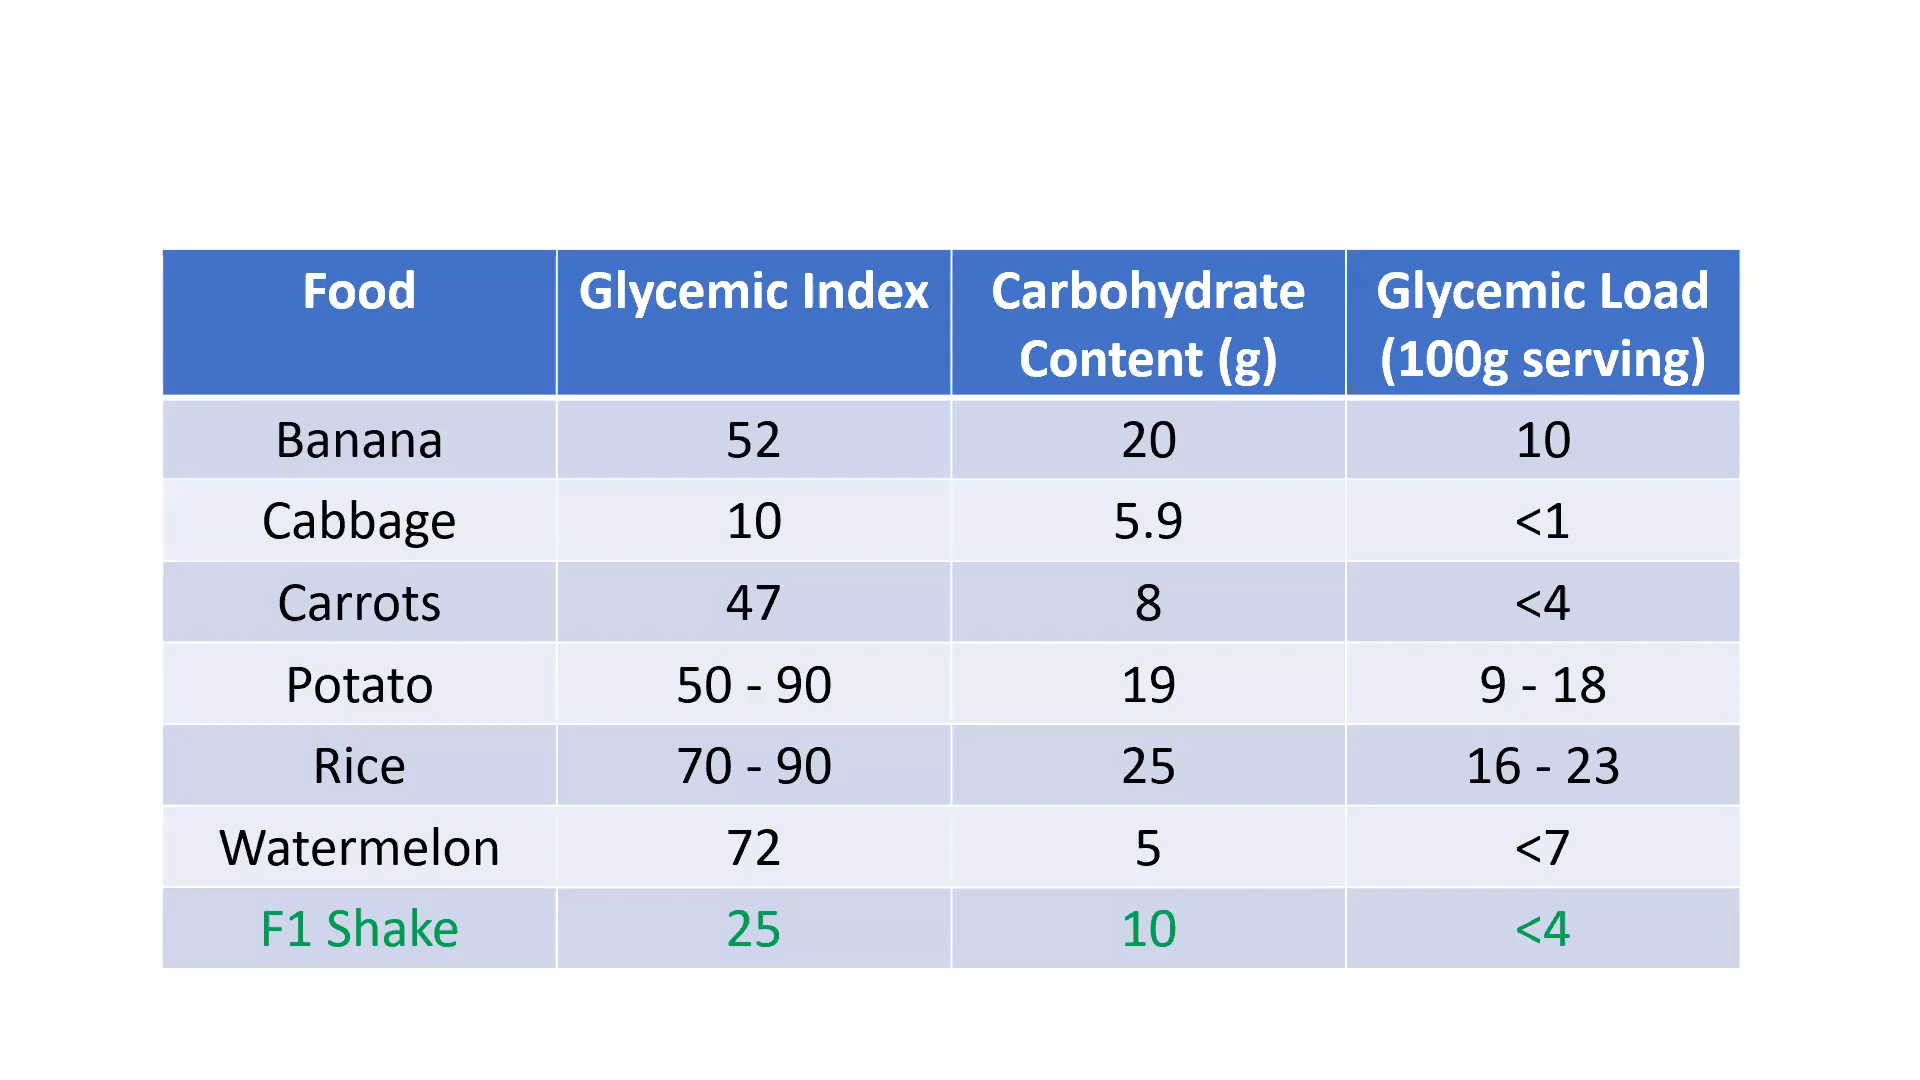 Food Glycemic Index Carbohydrate Content (g) Glycemic Load (100g serving)
Banana 52 20 10
Cabbage 10 5.9 <1
Carrots 47 8 <4
Potato 50 - 90 19 9 - 18
Rice 70 - 90 25 16 - 23
Watermelon 72 5 <7
F1 Shake 25 10 <4